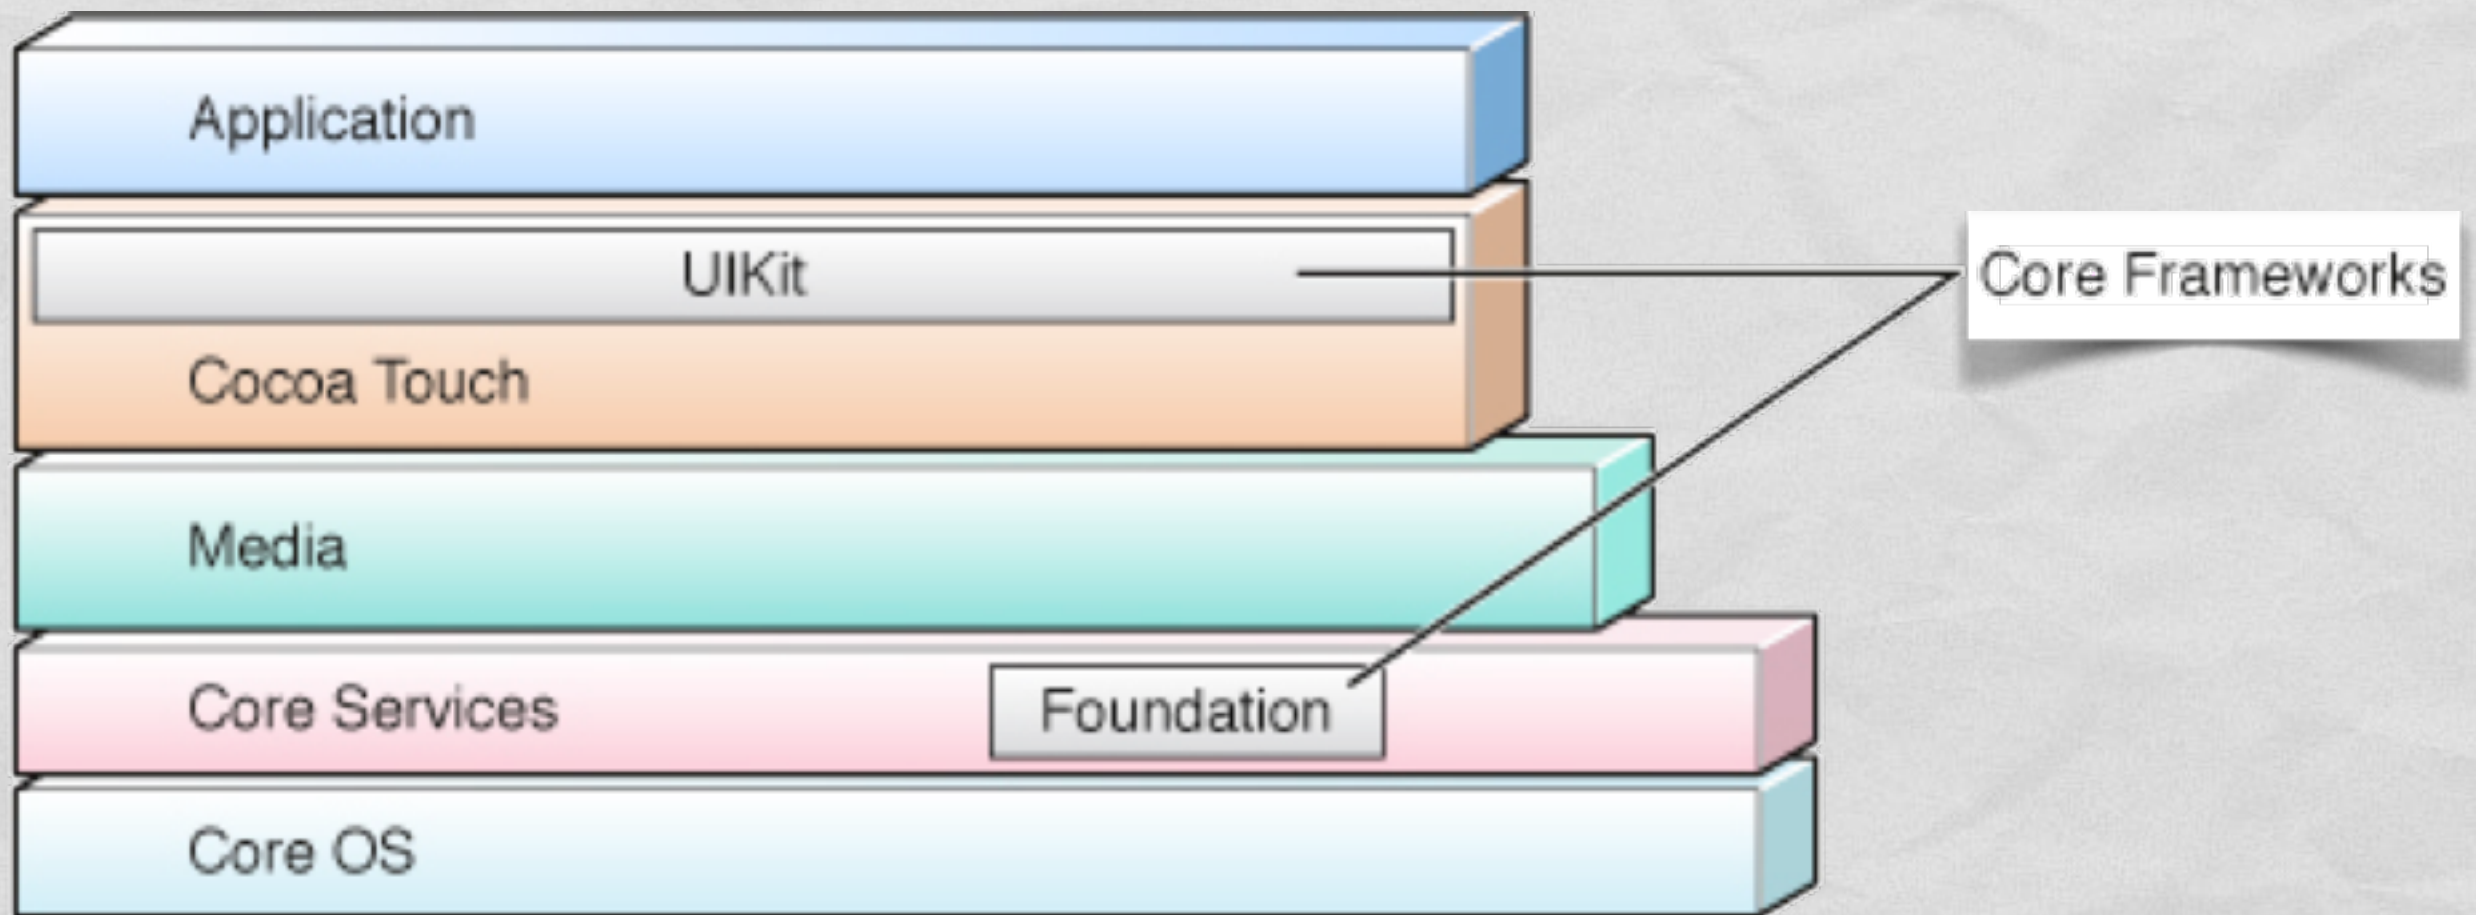 Application
UIKit
Core Frameworks
Cocoa Touch
Media
Core Services
Foundation
Core OS